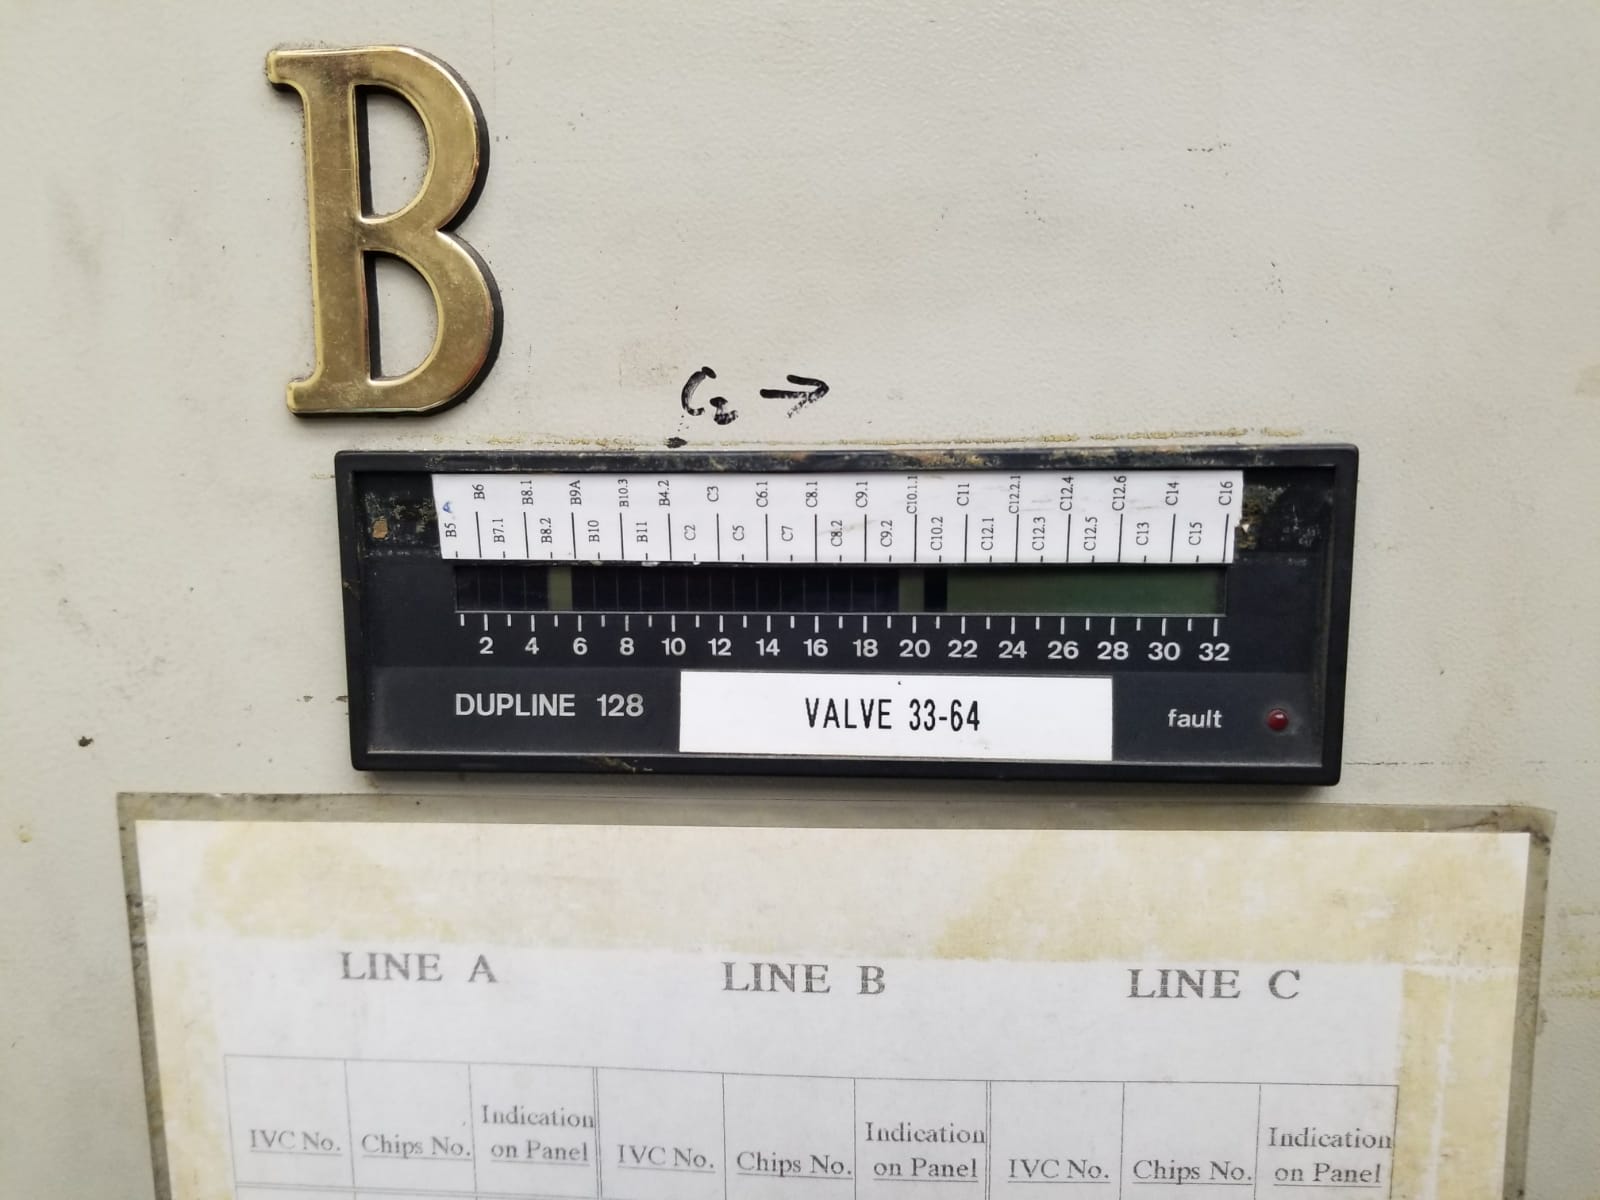 B
C2 →
B6 B8.1 B9A B10.3 B4.2 C3 C6.1 C8.1 C9.1 C10.1.1 C11 C12.2.1 C12.4 C12.6 C14 C16
B5 A B7.1 B8.2 B10 B11 C2 C5 C7 C8.2 C9.2 C10.2 C12.1 C12.3 C12.5 C13 C15
2 4 6 8 10 12 14 16 18 20 22 24 26 28 30 32
DUPLINE 128 VALVE 33-64 fault
LINE A LINE B LINE C
IVC No. Chips No. Indication on Panel IVC No. Chips No. Indication on Panel IVC No. Chips No. Indication on Panel